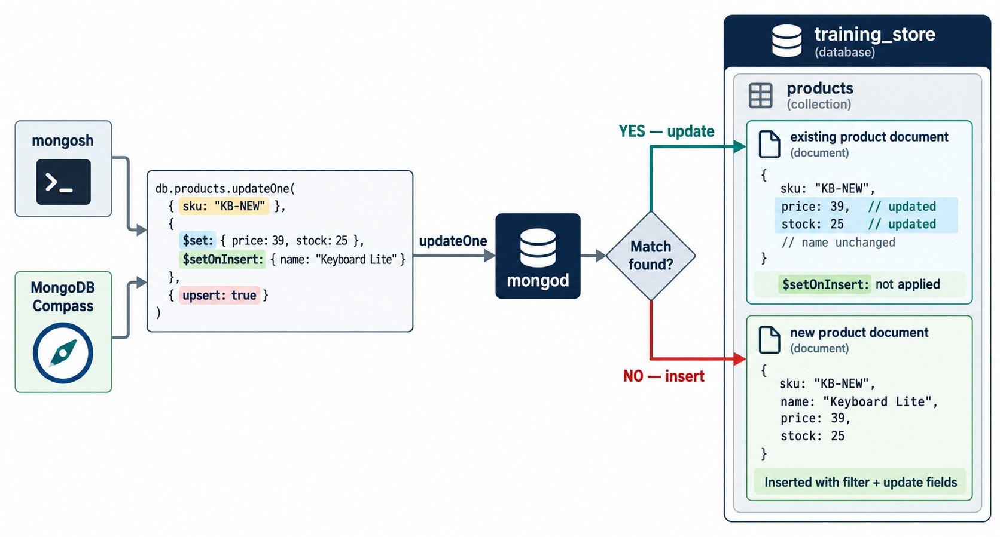 mongosh
>_
MongoDB
Compass
db.products.updateOne(
{ sku: "KB-NEW" },
{
$set: { price: 39, stock: 25 },
$setOnInsert: { name: "Keyboard Lite" }
},
{ upsert: true }
)
updateOne
mongod
Match
found?
YES — update
NO — insert
training_store
(database)
products
(collection)
existing product document
(document)
{
sku: "KB-NEW",
price: 39, // updated
stock: 25 // updated
// name unchanged
}
$setOnInsert: not applied
new product document
(document)
{
sku: "KB-NEW",
name: "Keyboard Lite",
price: 39,
stock: 25
}
Inserted with filter + update fields